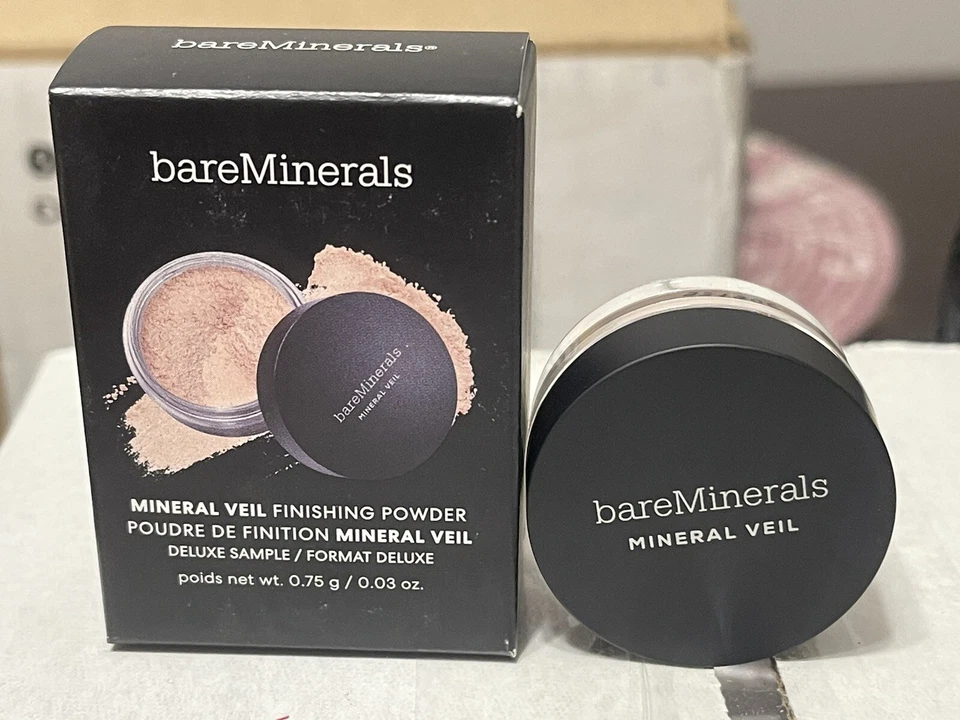 bareMinerals®
bareMinerals
bareMinerals
MINERAL VEIL
MINERAL VEIL FINISHING POWDER
POUDRE DE FINITION MINERAL VEIL
DELUXE SAMPLE / FORMAT DELUXE
poids net wt. 0.75 g / 0.03 oz.
bareMinerals
MINERAL VEIL